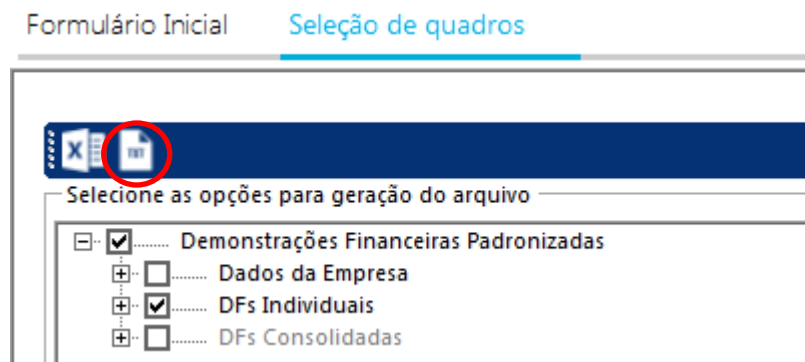 Formulário Inicial Seleção de quadros
X TXT
Selecione as opções para geração do arquivo
Demonstrações Financeiras Padronizadas
Dados da Empresa
DFs Individuais
DFs Consolidadas